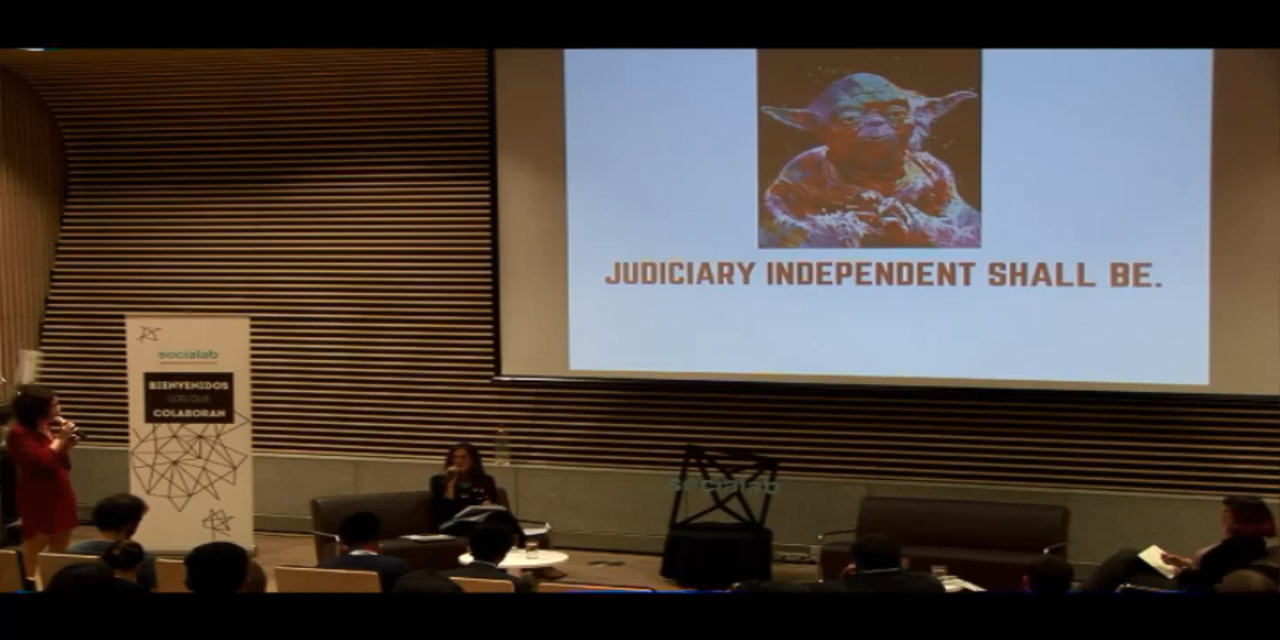 JUDICIARY INDEPENDENT SHALL BE.
socialab
BIENVENIDOS
LOS QUE
COLABORAN
socialab